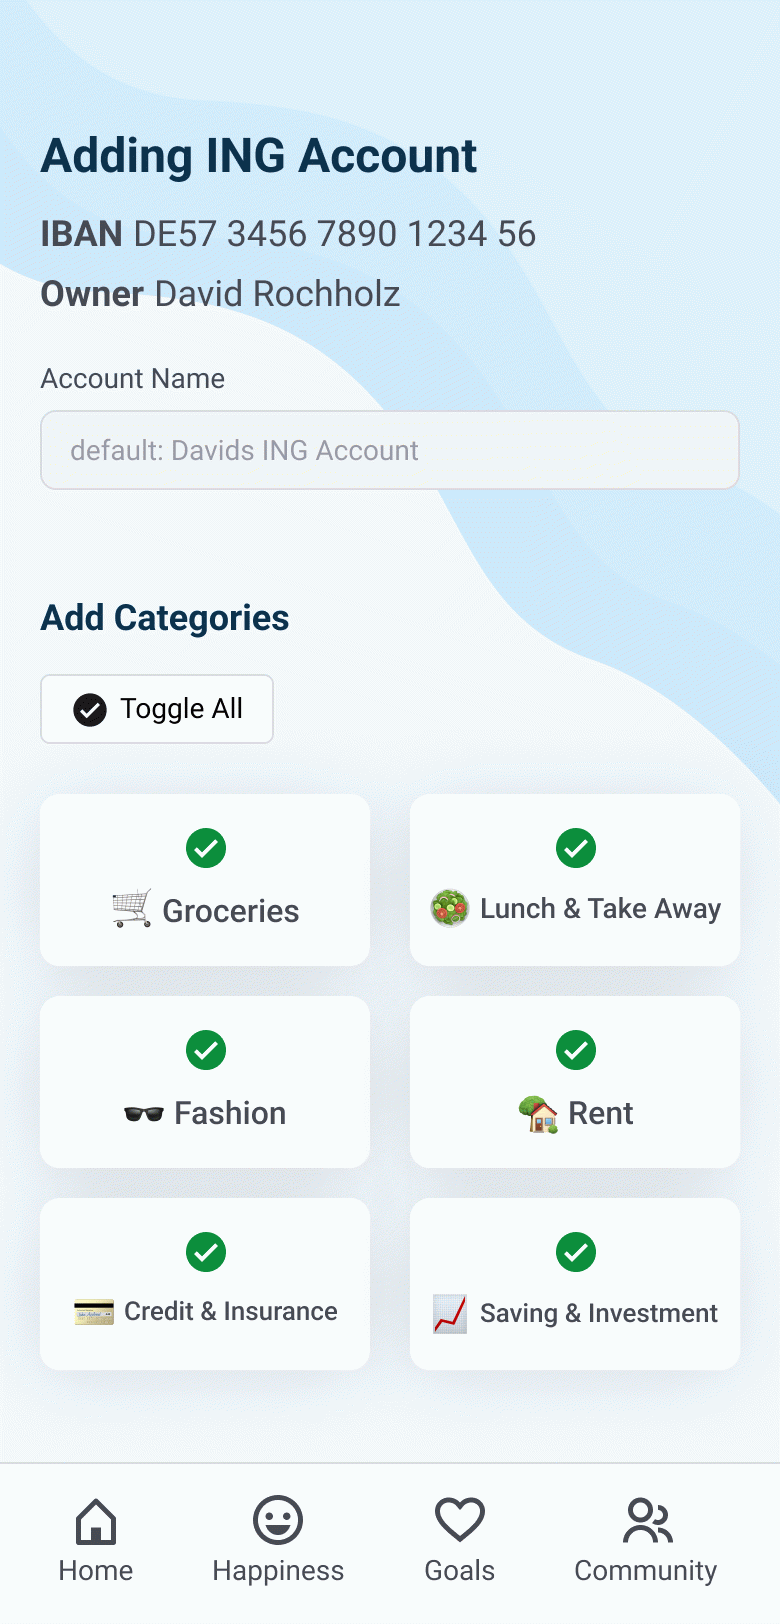 Adding ING Account
IBAN DE57 3456 7890 1234 56
Owner David Rochholz
Account Name
default: Davids ING Account
Add Categories
Toggle All
Groceries
Lunch & Take Away
Fashion
Rent
Credit & Insurance
Saving & Investment
Home
Happiness
Goals
Community